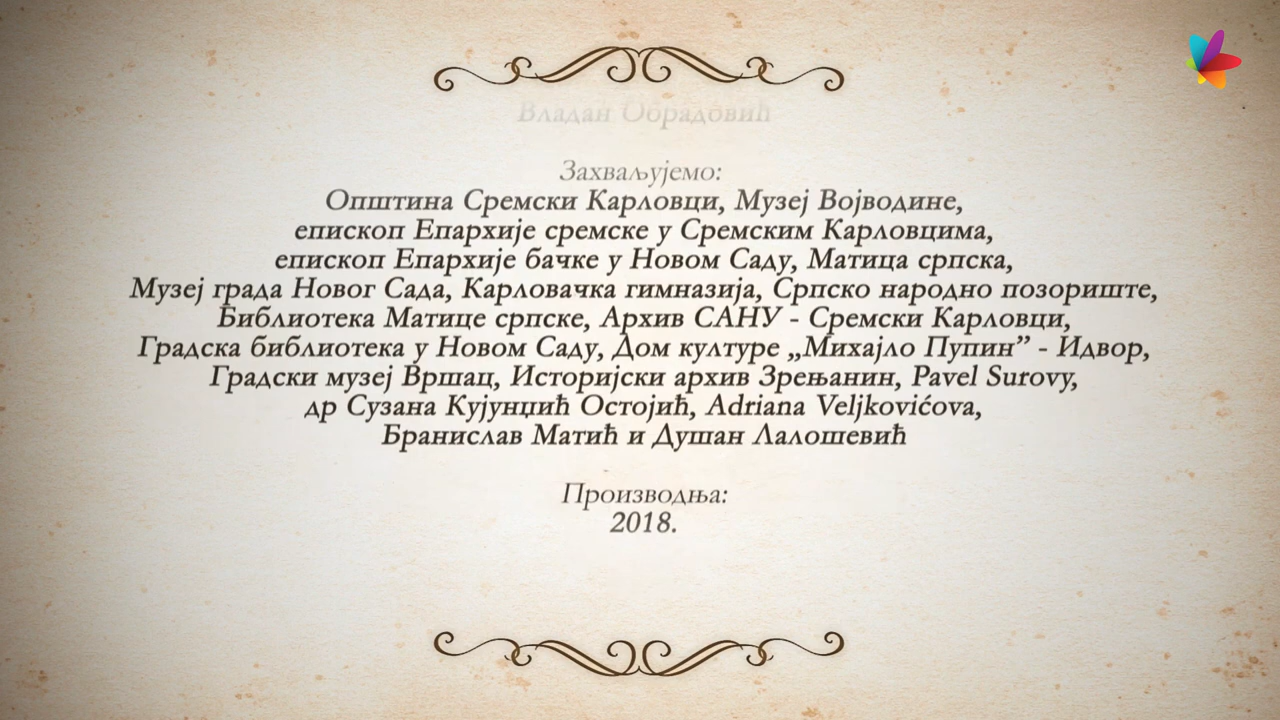 Владан Обрадовић
Захваљујемо:
Општина Сремски Карловци, Музеј Војводине,
епископ Епархије сремске у Сремским Карловцима,
епископ Епархије бачке у Новом Саду, Матица српска,
Музеј града Новог Сада, Карловачка гимназија, Српско народно позориште,
Библиотека Матице српске, Архив САНУ - Сремски Карловци,
Градска библиотека у Новом Саду, Дом културе „Михајло Пупин” - Идвор,
Градски музеј Вршац, Историјски архив Зрењанин, Pavel Surovy,
др Сузана Кујунџић Остојић, Adriana Veljkovićova,
Бранислав Матић и Душан Лалошевић
Производња:
2018.